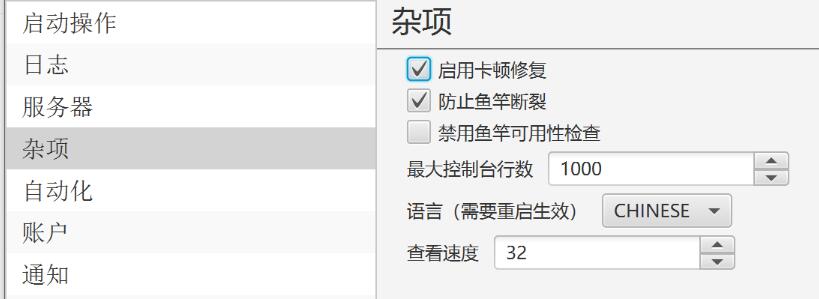 启动操作
日志
服务器
杂项
自动化
账户
通知
杂项
启用卡顿修复
防止鱼竿断裂
禁用鱼竿可用性检查
最大控制台行数 1000
语言（需要重启生效） CHINESE
查看速度 32